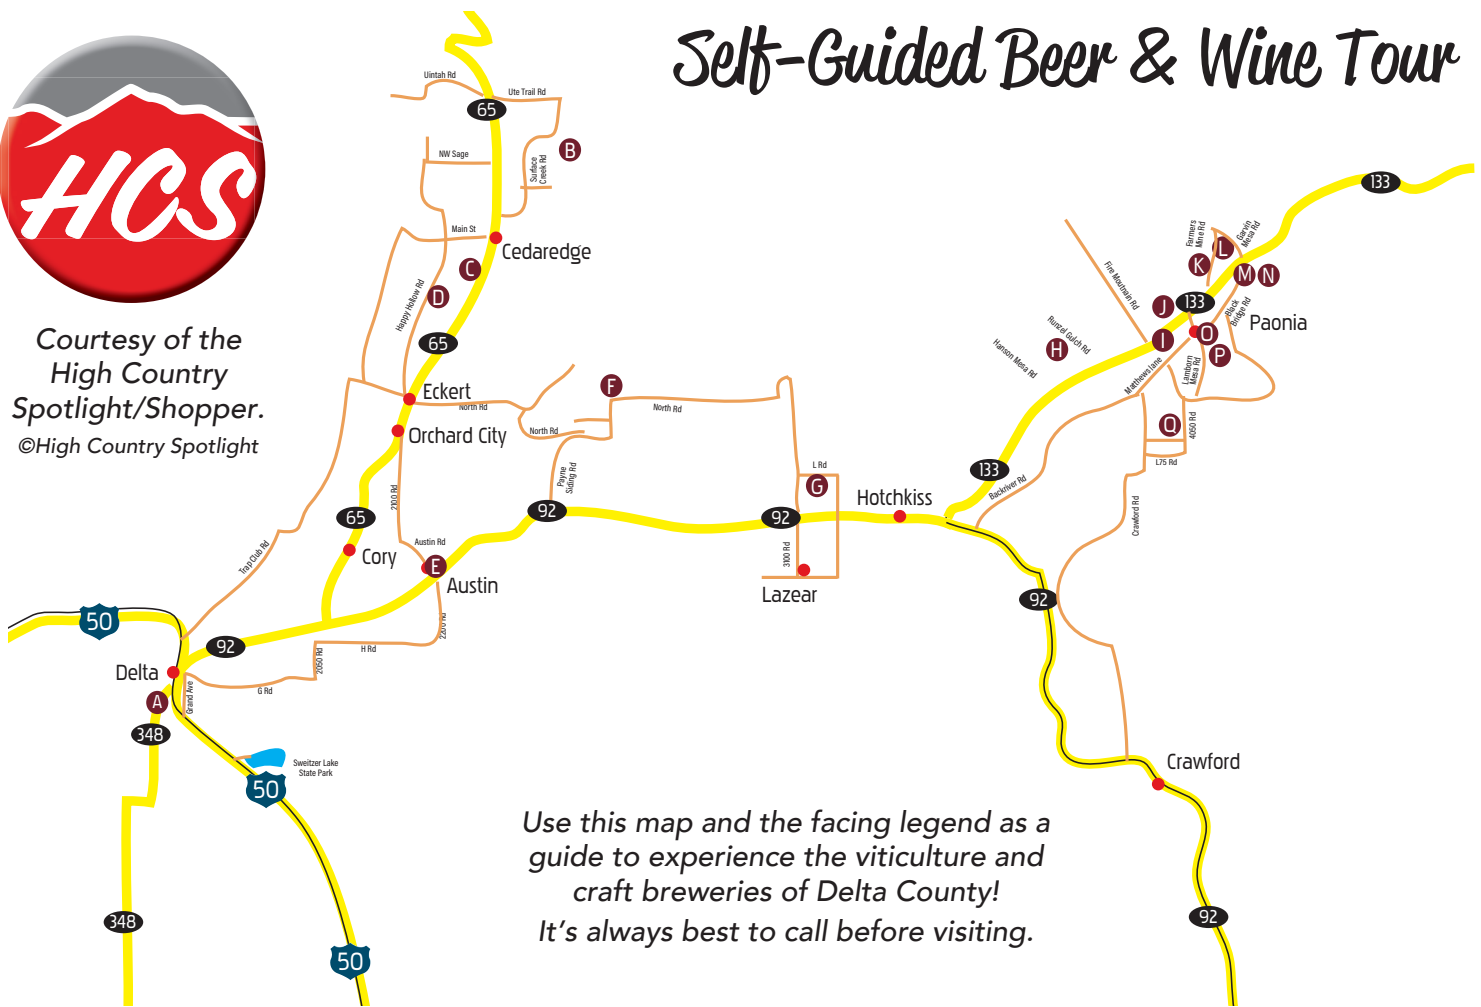 Self-Guided Beer & Wine Tour
HCS
Courtesy of the
High Country
Spotlight/Shopper.
©High Country Spotlight
Uintah Rd
Ute Trail Rd
65
B
NW Sage
Surface
Creek Rd
Main St
Cedaredge
C
D
Happy Hollow Rd
65
Eckert
North Rd
Orchard City
North Rd
F
North Rd
Payne
Siding Rd
2100 Rd
65
Cory
Trap Club Rd
Austin Rd
E
Austin
92
92
L Rd
G
3100 Rd
Lazear
Hotchkiss
133
133
Farmers
Mine Rd
Garvin
Mesa Rd
L
K
M
N
J
133
Black
Bridge Rd
Paonia
Fire Moutnain Rd
Runzel Gulch Rd
H
Hanson Mesa Rd
I
O
P
Matthews lane
Lamborn
Mesa Rd
Q
4050 Rd
L75 Rd
Backriver Rd
Crawford Rd
92
Crawford
92
50
92
2200 Rd
H Rd
2050 Rd
G Rd
Delta
A
Grand Ave
348
Sweitzer Lake
State Park
50
348
50
Use this map and the facing legend as a
guide to experience the viticulture and
craft breweries of Delta County!
It's always best to call before visiting.